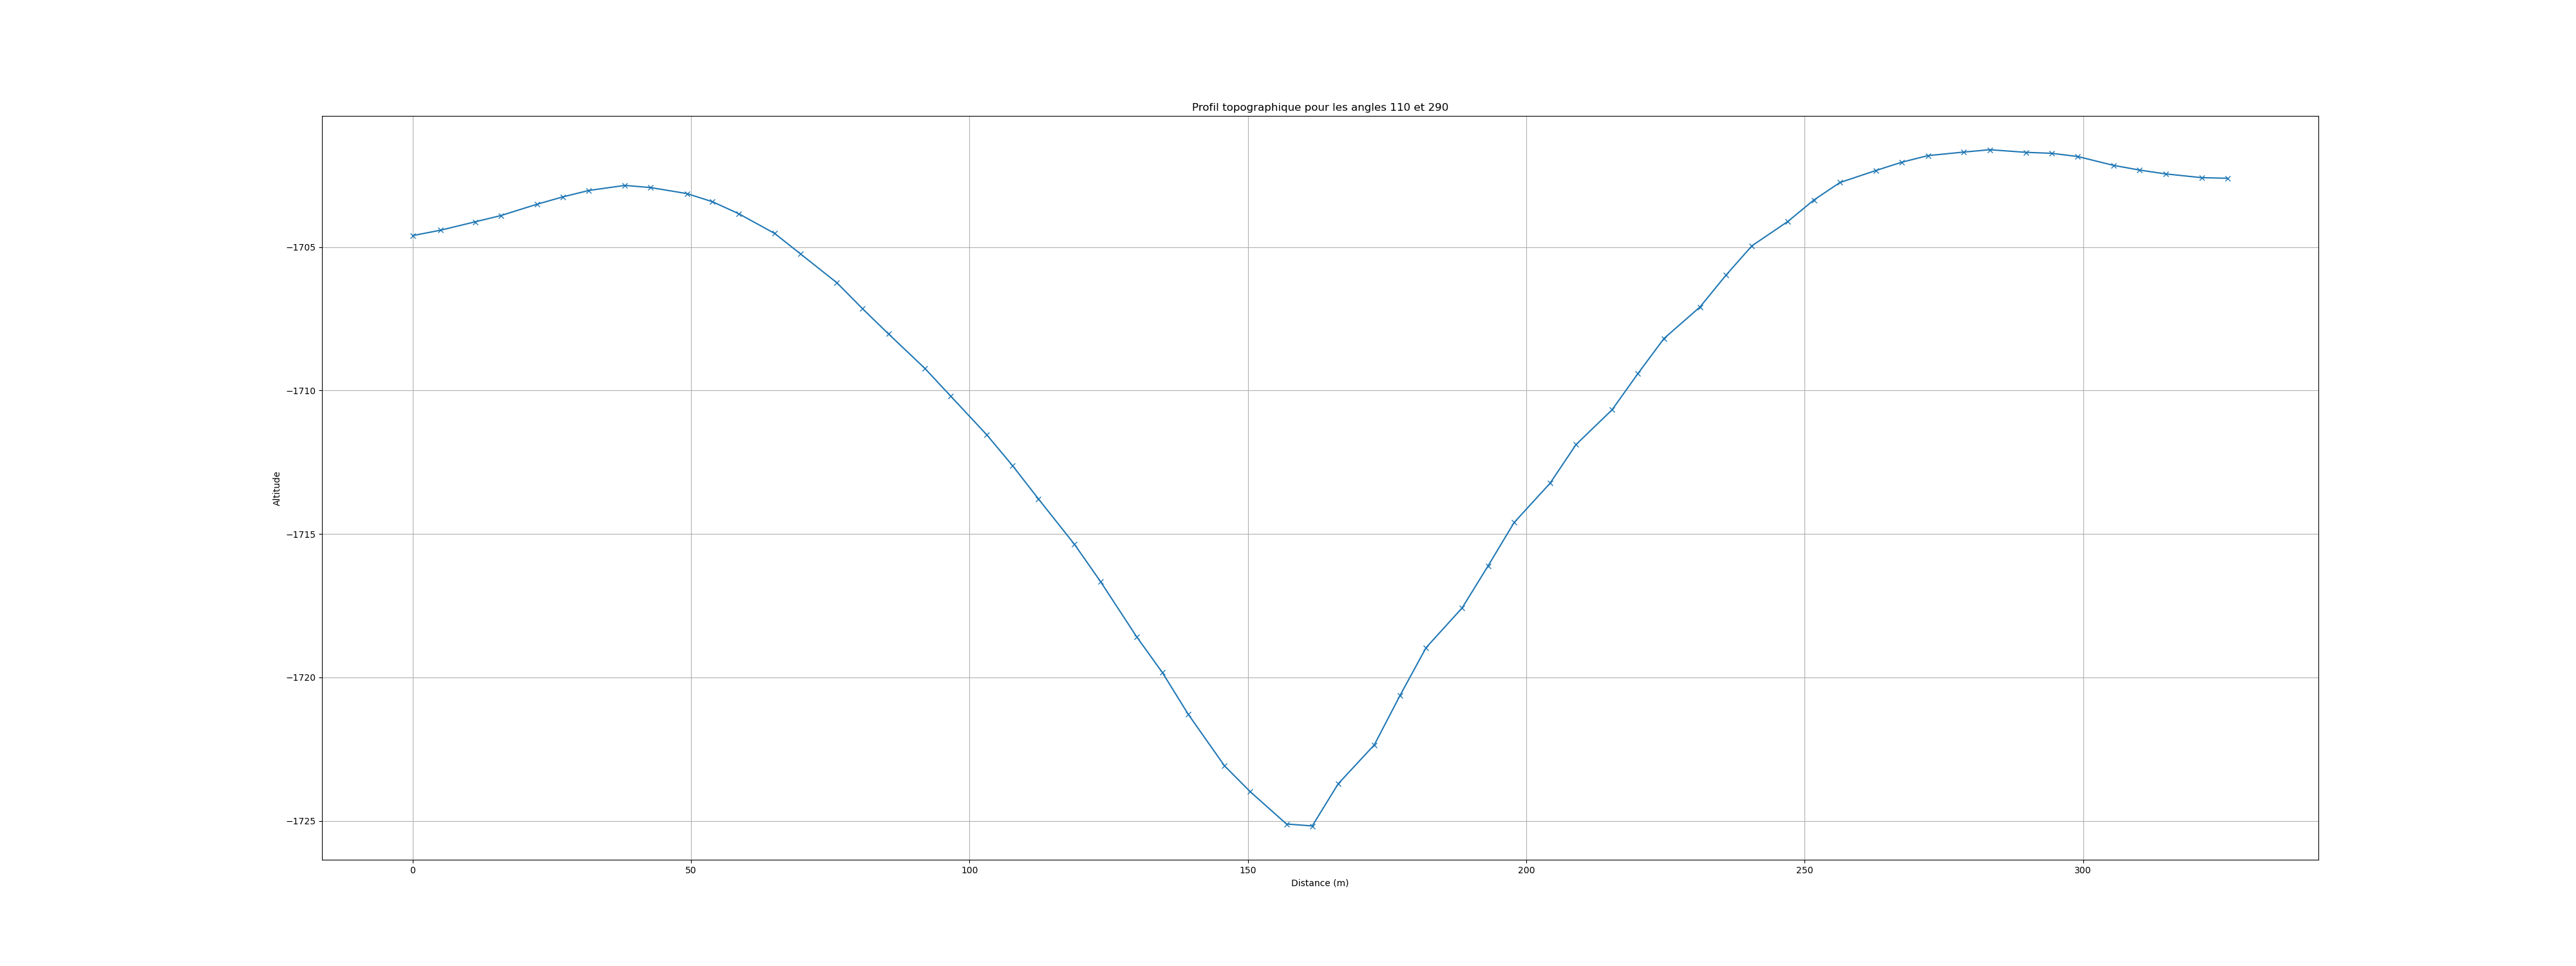 Profil topographique pour les angles 110 et 290
−1705
−1710
−1715
−1720
−1725
Altitude
0 50 100 150 200 250 300
Distance (m)